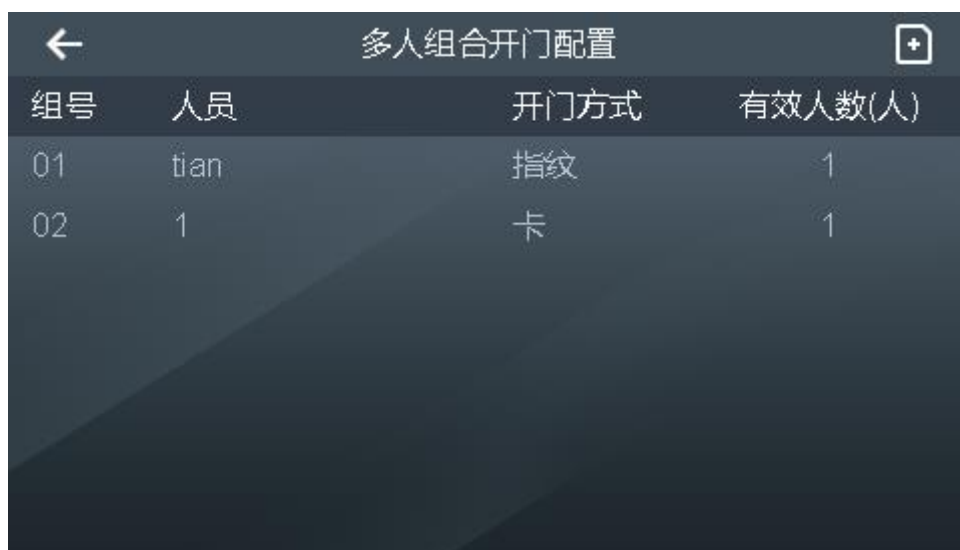 多人组合开门配置
组号 人员 开门方式 有效人数(人)
01 tian 指纹 1
02 1 卡 1